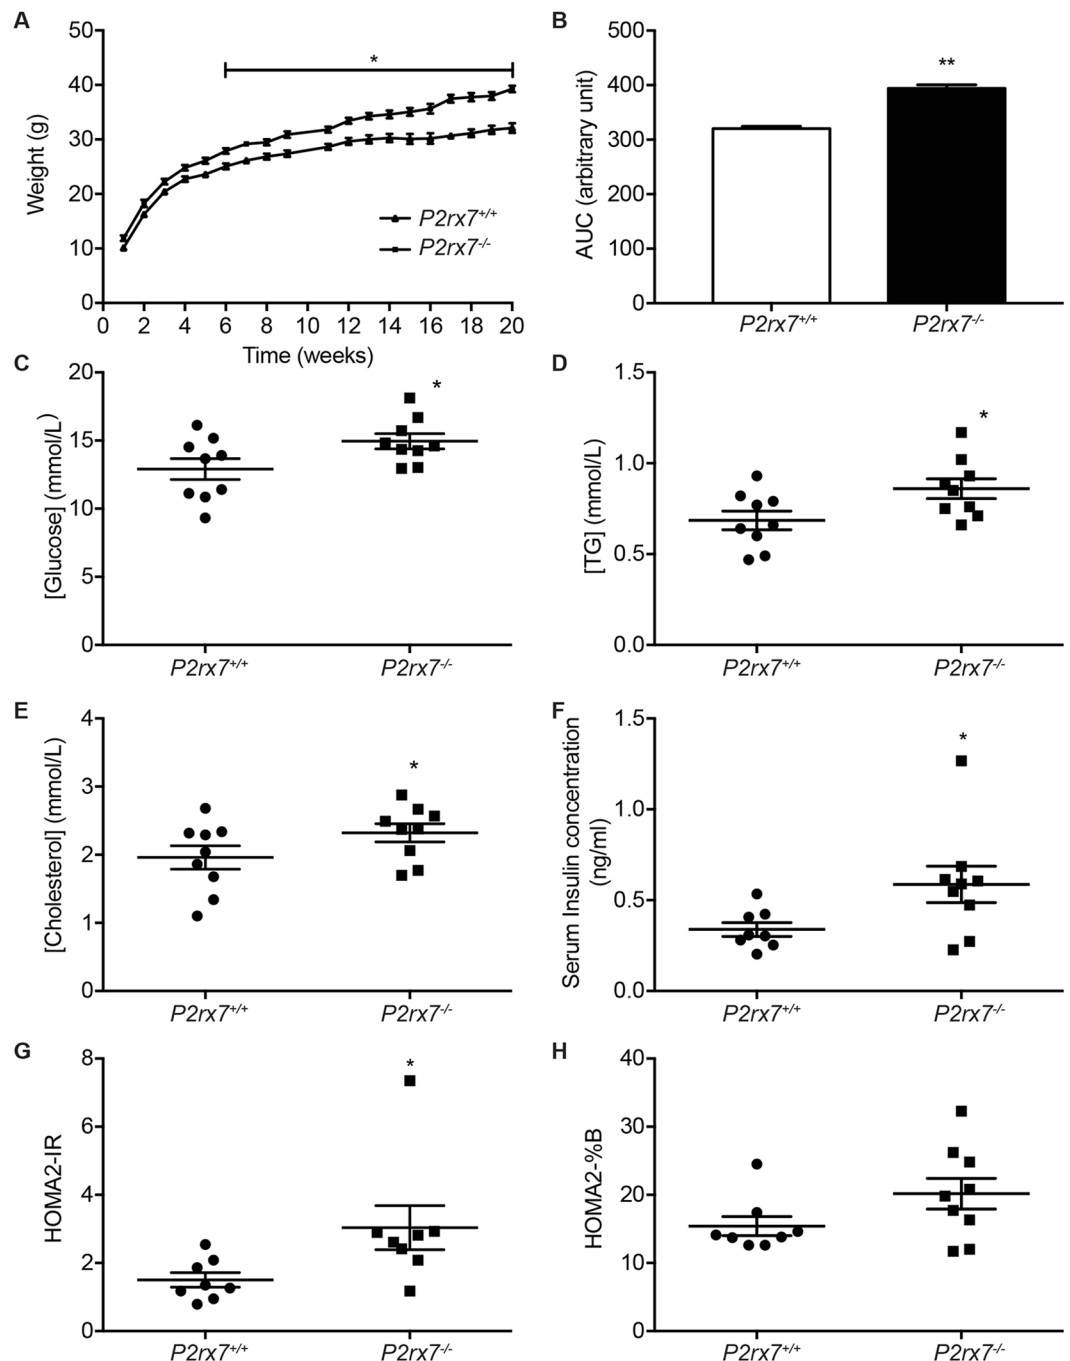 A
50
40
30
20
10
0
Weight (g)
*
P2rx7+/+
P2rx7-/-
0 2 4 6 8 10 12 14 16 18 20
Time (weeks)
B
500
400
300
200
100
0
AUC (arbitrary unit)
**
P2rx7+/+ P2rx7-/-
C
20
15
10
5
0
[Glucose] (mmol/L)
*
P2rx7+/+ P2rx7-/-
D
1.5
1.0
0.5
0.0
[TG] (mmol/L)
*
P2rx7+/+ P2rx7-/-
E
4
3
2
1
0
[Cholesterol] (mmol/L)
*
P2rx7+/+ P2rx7-/-
F
1.5
1.0
0.5
0.0
Serum Insulin concentration
(ng/ml)
*
P2rx7+/+ P2rx7-/-
G
8
6
4
2
0
HOMA2-IR
*
P2rx7+/+ P2rx7-/-
H
40
30
20
10
0
HOMA2-%B
P2rx7+/+ P2rx7-/-